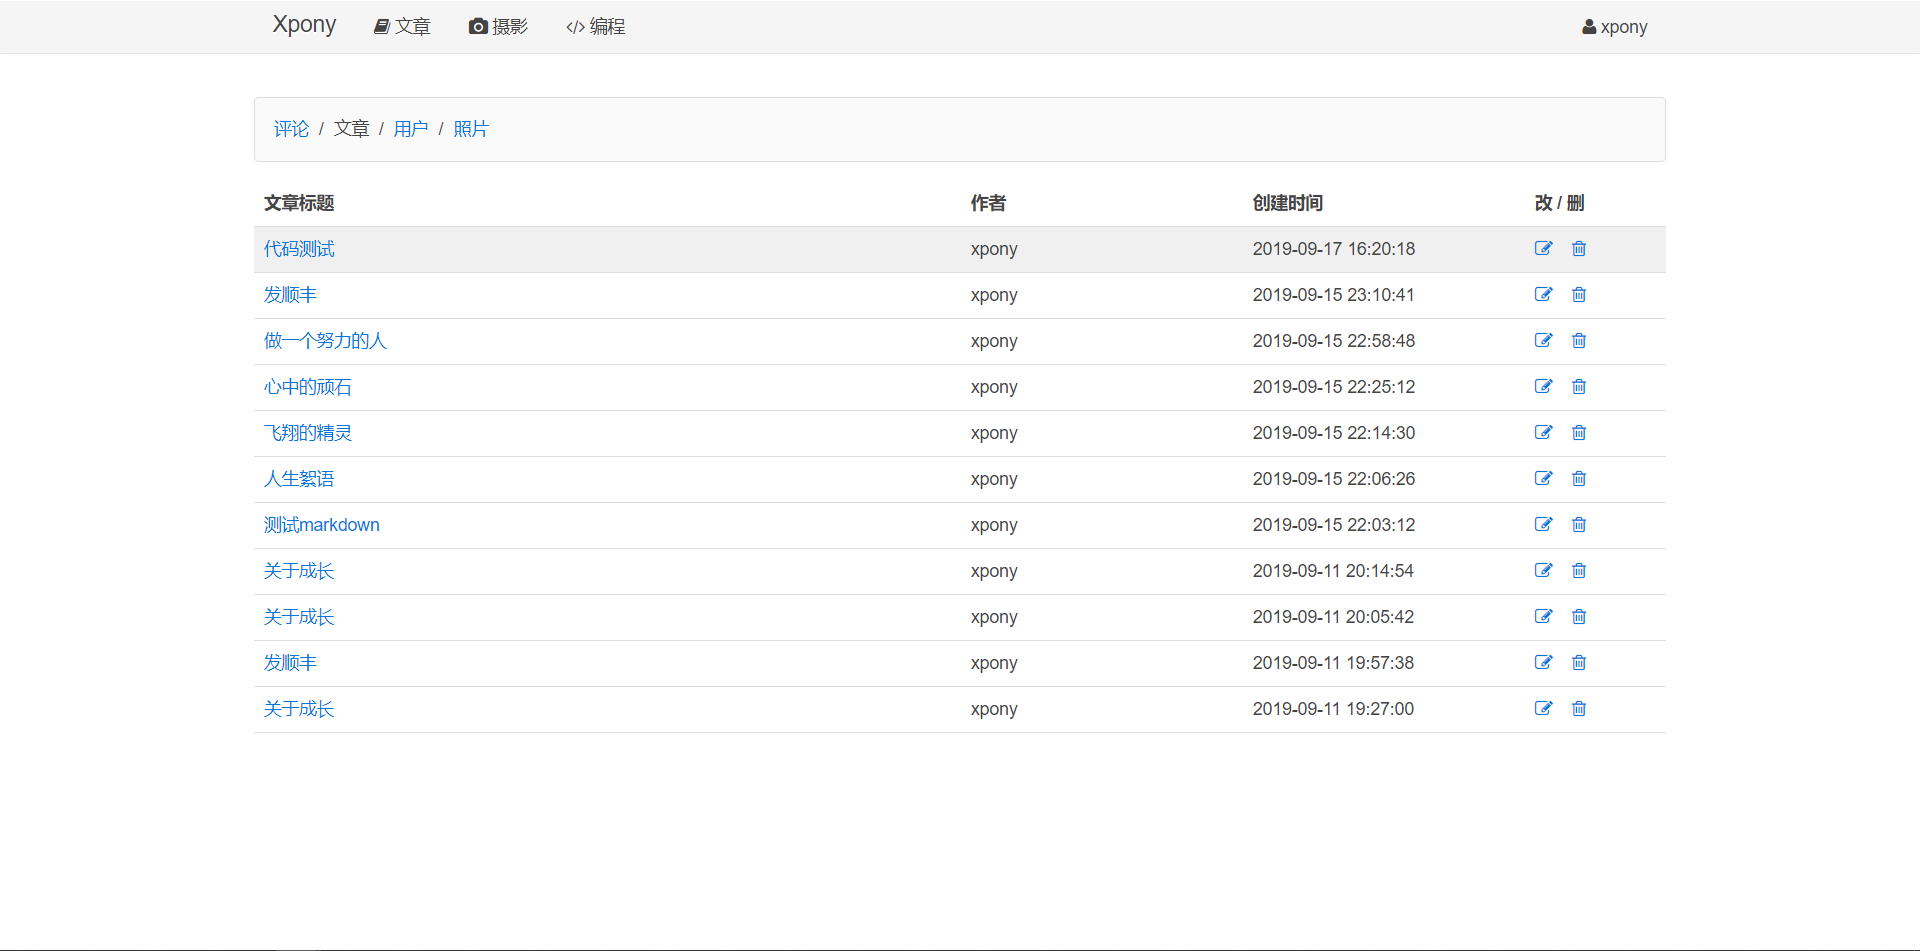 Xpony 文章 摄影 </> 编程 xpony
评论 / 文章 / 用户 / 照片
文章标题 作者 创建时间 改 / 删
代码测试 xpony 2019-09-17 16:20:18
发顺丰 xpony 2019-09-15 23:10:41
做一个努力的人 xpony 2019-09-15 22:58:48
心中的顽石 xpony 2019-09-15 22:25:12
飞翔的精灵 xpony 2019-09-15 22:14:30
人生絮语 xpony 2019-09-15 22:06:26
测试markdown xpony 2019-09-15 22:03:12
关于成长 xpony 2019-09-11 20:14:54
关于成长 xpony 2019-09-11 20:05:42
发顺丰 xpony 2019-09-11 19:57:38
关于成长 xpony 2019-09-11 19:27:00